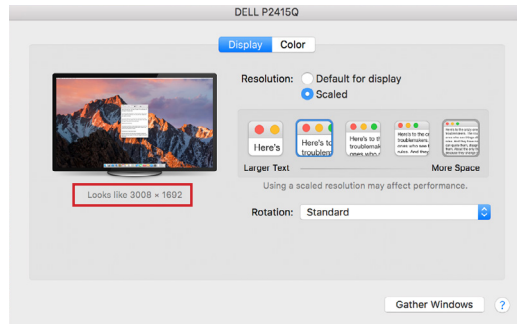 DELL P2415Q
Display Color
Resolution: Default for display
Scaled
Here's
Here's to
troublem
Here's to t
troublemak
ones who
Larger Text More Space
Looks like 3008 × 1692
Using a scaled resolution may affect performance.
Rotation: Standard
Gather Windows ?